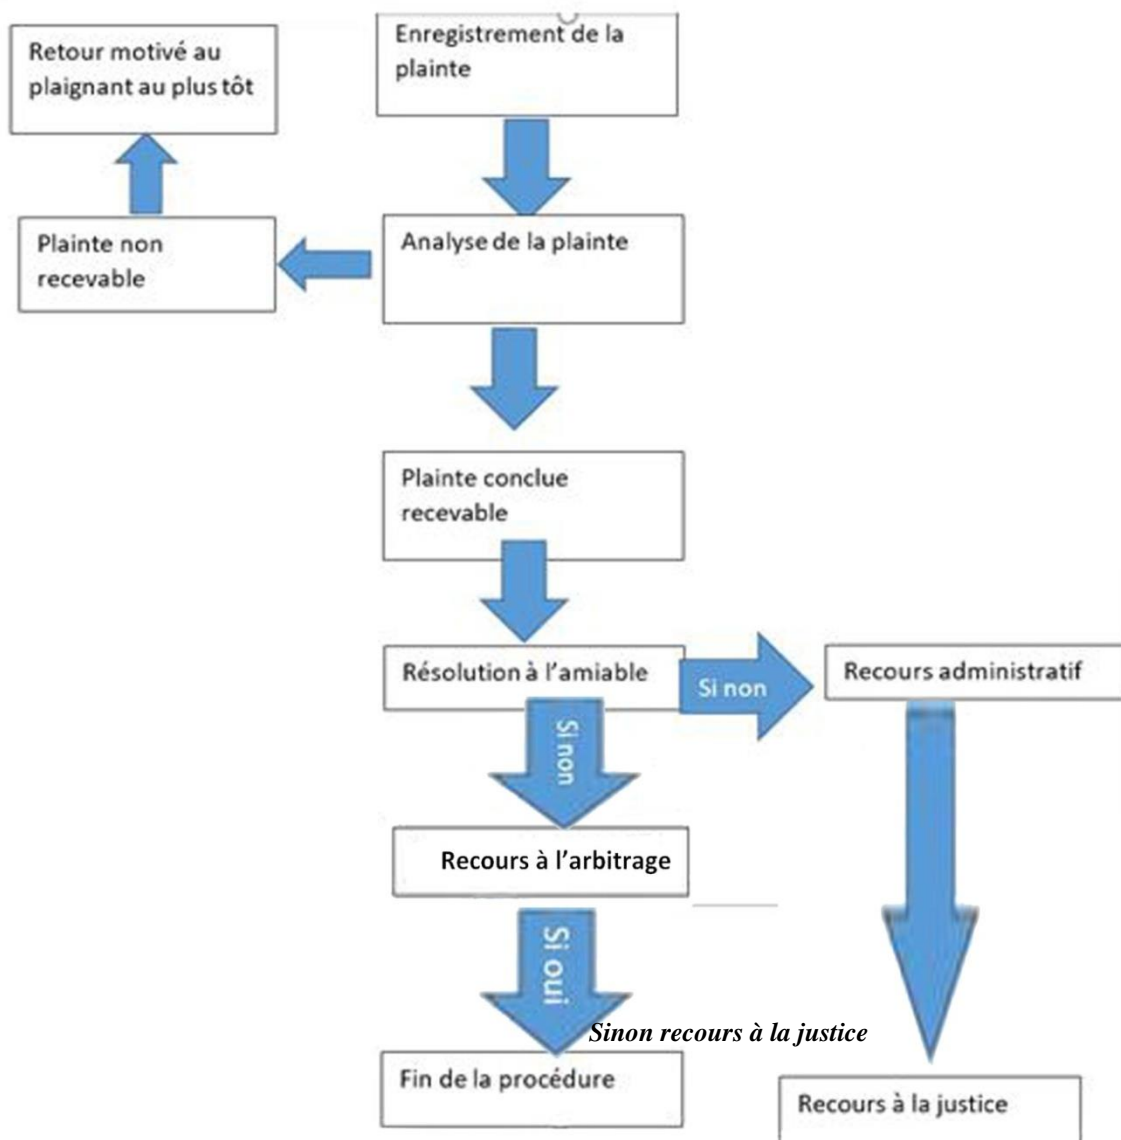 Retour motivé au
plaignant au plus tôt
Enregistrement de la
plainte
Plainte non
recevable
Analyse de la plainte
Plainte conclue
recevable
Résolution à l'amiable
Si non
Recours administratif
Si non
Recours à l'arbitrage
Si oui
Sinon recours à la justice
Fin de la procédure
Recours à la justice